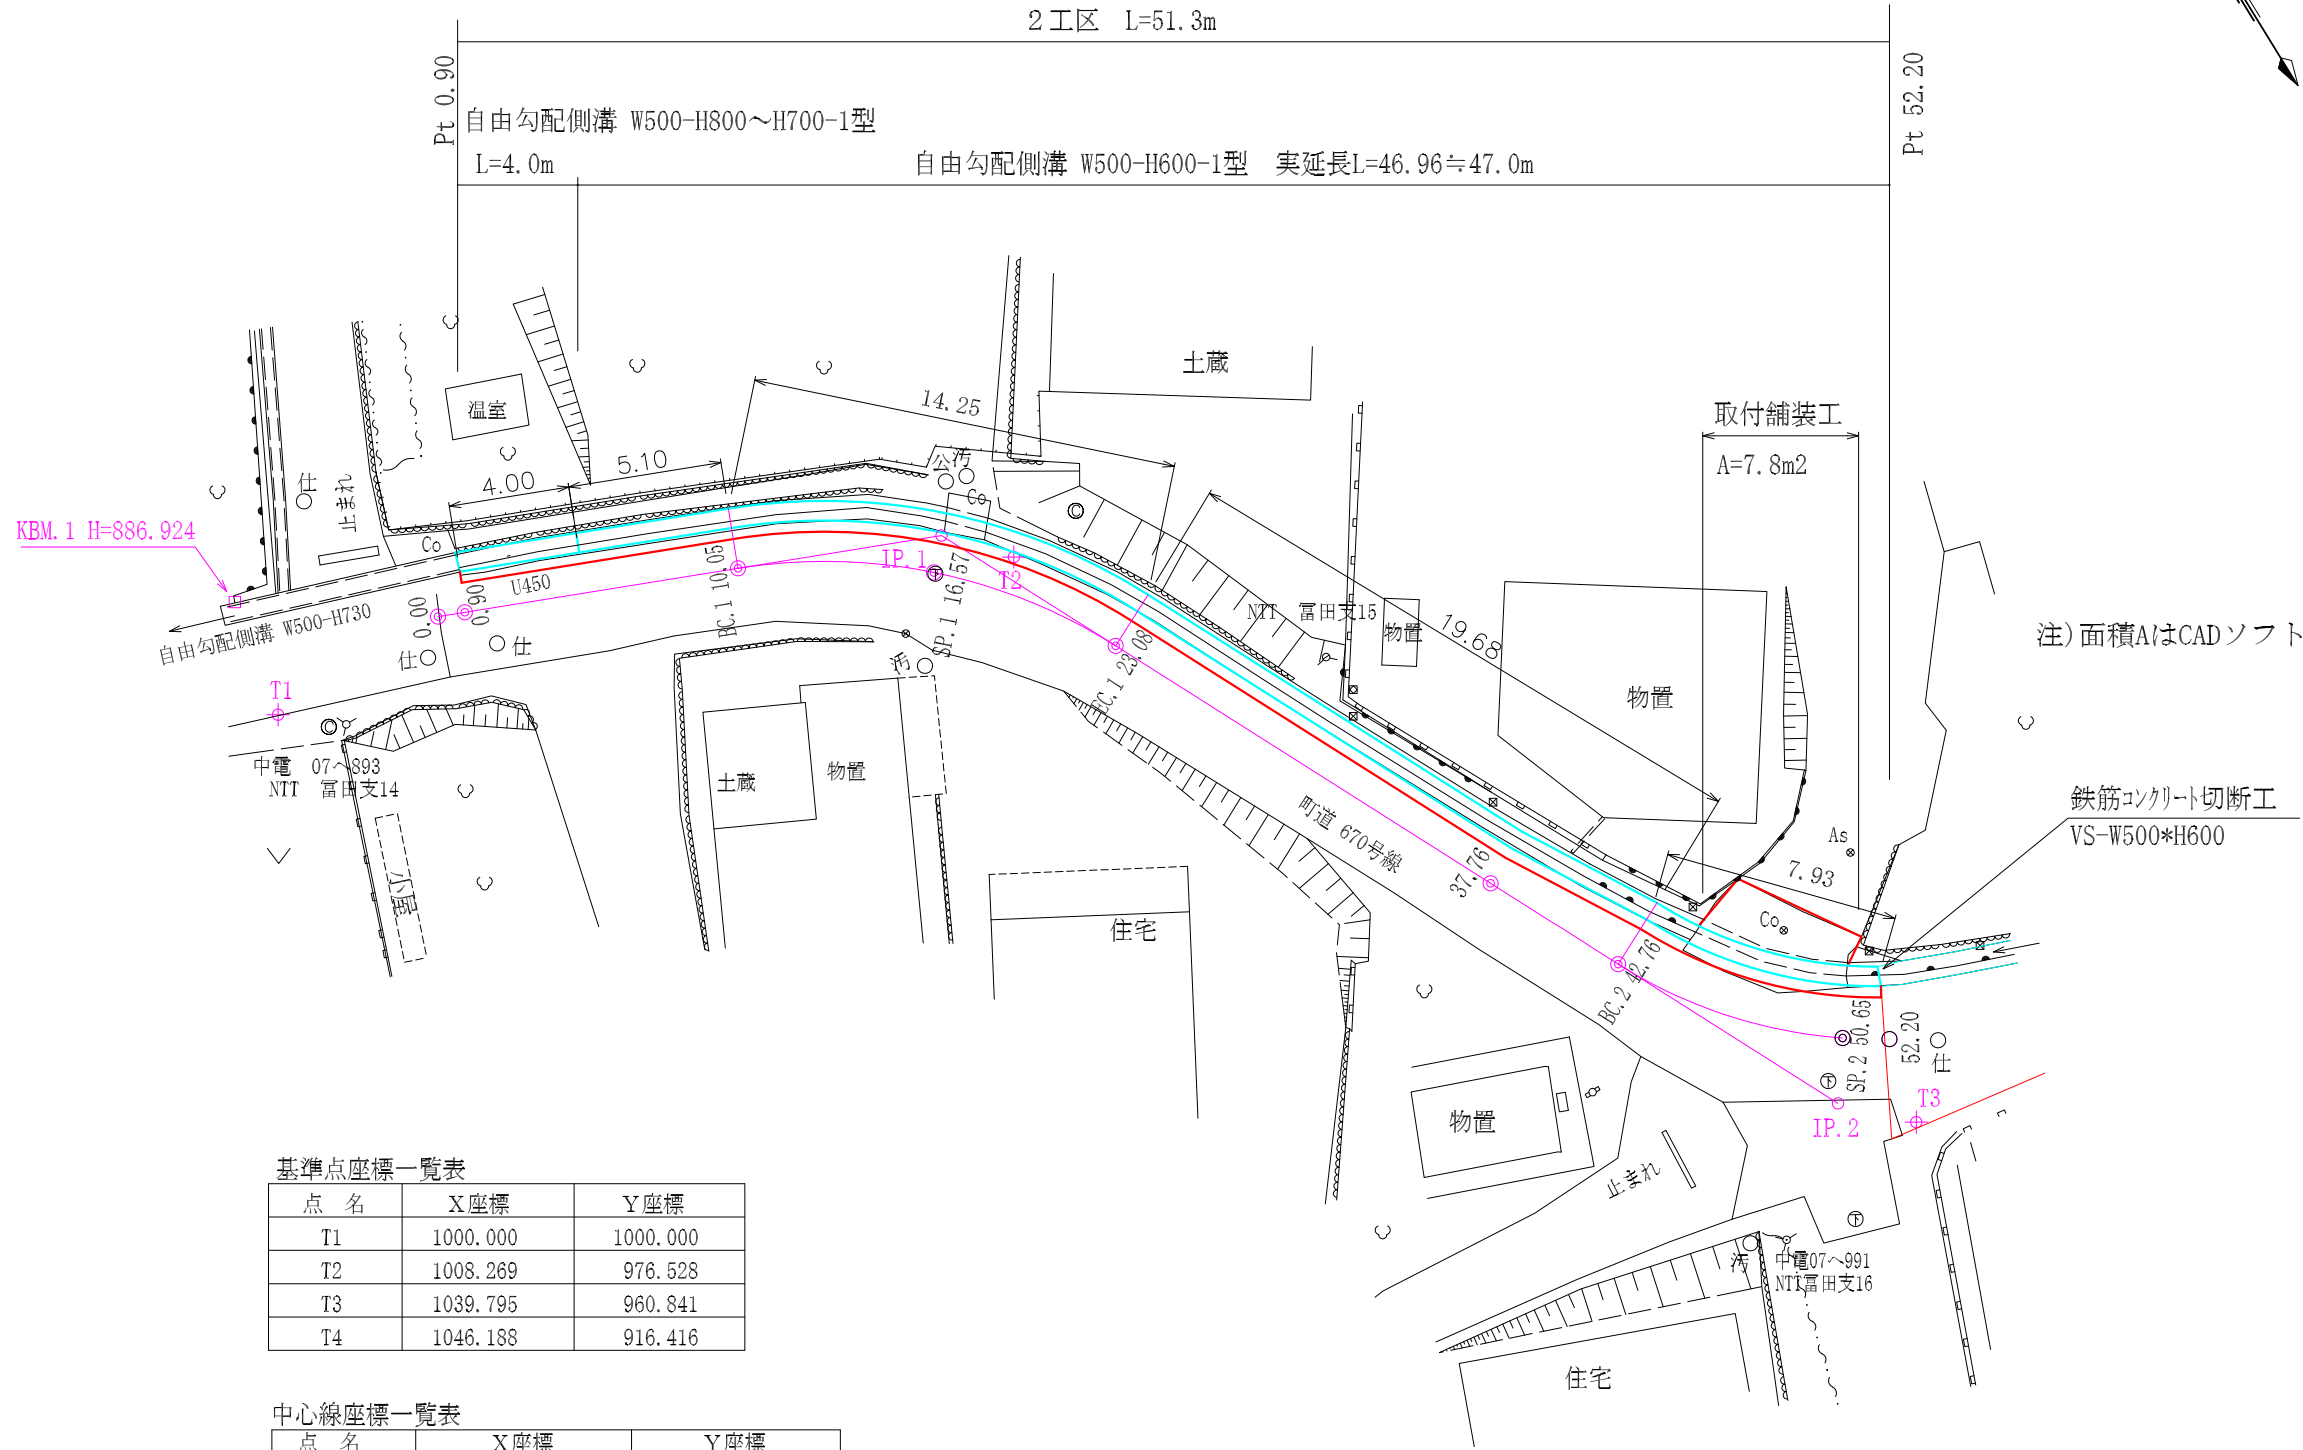 2工区 L=51.3m
Pt 0.90
Pt 52.20
自由勾配側溝 W500-H800～H700-1型
L=4.0m
自由勾配側溝 W500-H600-1型 実延長L=46.96≒47.0m
土蔵
14.25
取付舗装工
A=7.8m2
温室
5.10
4.00
公汚
Co
仕
止まれ
Co
KBM.1 H=886.924
U450
自由勾配側溝 W500-H730
0.00
0.90
BC.1 10.05
IP.1
SP.1 16.57
T2
EC.1 23.08
NTT 冨田支15
物置
19.68
物置
注)面積AはCADソフト
仕
仕
汚
T1
中電 07～893
NTT 冨田支14
土蔵
物置
小屋
町道 670号線
37.76
As
鉄筋コンクリート切断工
VS-W500*H600
7.93
Co
住宅
BC.2 42.76
SP.2 50.65
52.20
仕
T3
IP.2
物置
止まれ
汚
中電07～991
NTT冨田支16
住宅
基準点座標一覧表
点 名 X座標 Y座標
T1 1000.000 1000.000
T2 1008.269 976.528
T3 1039.795 960.841
T4 1046.188 916.416
中心線座標一覧表
点 名 X座標 Y座標